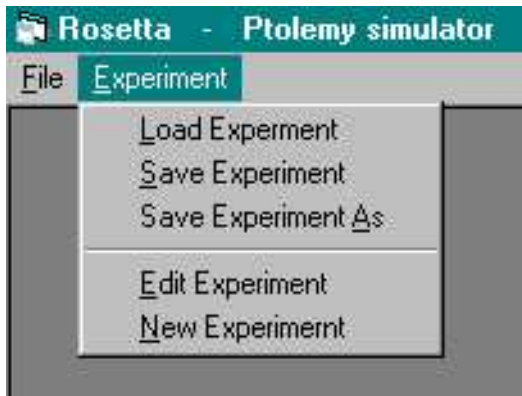 Rosetta - Ptolemy simulator
File Experiment
Load Experment
Save Experiment
Save Experiment As
Edit Experiment
New Experimernt